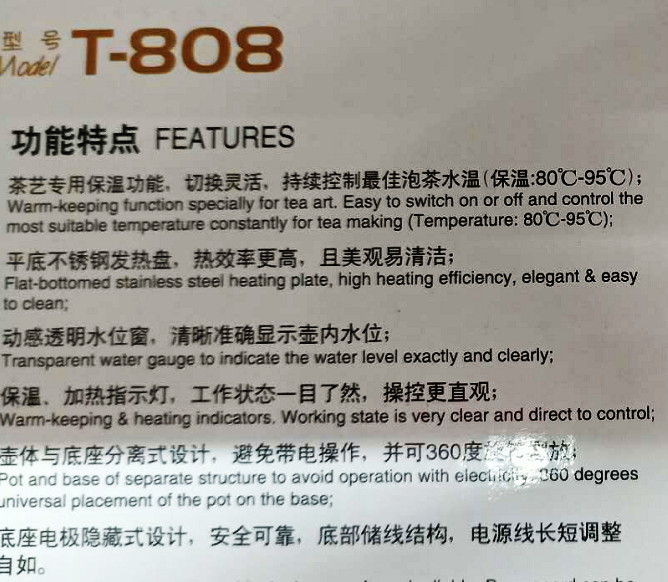 型 号
Model T-808
功能特点 FEATURES
茶艺专用保温功能，切换灵活，持续控制最佳泡茶水温(保温:80℃-95℃)；
Warm-keeping function specially for tea art. Easy to switch on or off and control the
most suitable temperature constantly for tea making (Temperature: 80℃-95℃);
平底不锈钢发热盘，热效率更高，且美观易清洁；
Flat-bottomed stainless steel heating plate, high heating efficiency, elegant & easy
to clean;
动感透明水位窗，清晰准确显示壶内水位；
Transparent water gauge to indicate the water level exactly and clearly;
保温、加热指示灯，工作状态一目了然，操控更直观；
Warm-keeping & heating indicators. Working state is very clear and direct to control;
壶体与底座分离式设计，避免带电操作，并可360度
Pot and base of separate structure to avoid operation with electricity, 360 degrees
universal placement of the pot on the base;
底座电极隐藏式设计，安全可靠，底部储线结构，电源线长短调整
自如。